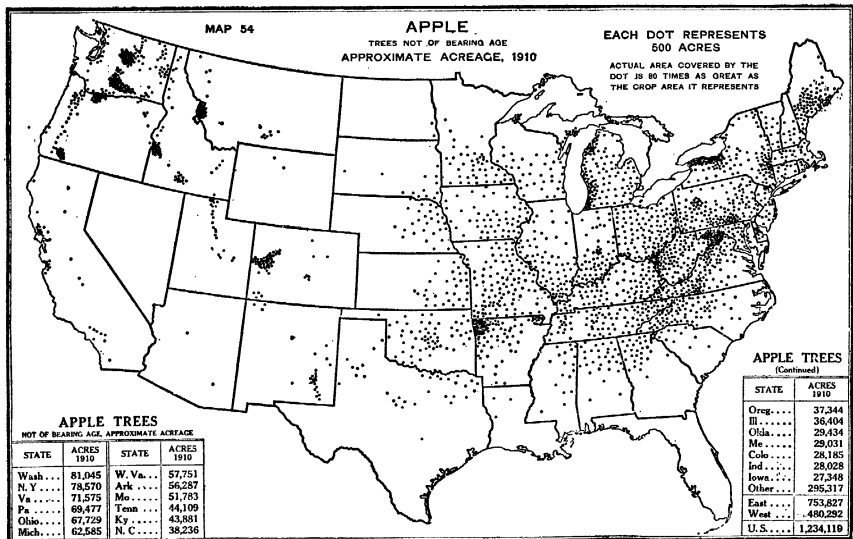 MAP 54
APPLE
TREES NOT OF BEARING AGE
APPROXIMATE ACREAGE, 1910
EACH DOT REPRESENTS
500 ACRES
ACTUAL AREA COVERED BY THE
DOT IS 80 TIMES AS GREAT AS
THE CROP AREA IT REPRESENTS
APPLE TREES
NOT OF BEARING AGE, APPROXIMATE ACREAGE
STATE ACRES 1910 STATE ACRES 1910
Wash.... 81,045 W. Va... 57,751
N. Y .... 78,570 Ark .... 56,287
Va ..... 71,575 Mo ..... 51,783
Pa ..... 69,477 Tenn ... 44,109
Ohio.... 67,729 Ky ..... 43,881
Mich.... 62,585 N. C ... 38,236
APPLE TREES
(Continued)
STATE ACRES 1910
Oreg.... 37,344
Ill ..... 36,404
Okla.... 29,434
Me ..... 29,031
Colo ... 28,185
Ind .... 28,028
Iowa.... 27,348
Other .. 295,317
East .... 753,827
West ... 480,292
U. S.... 1,234,119